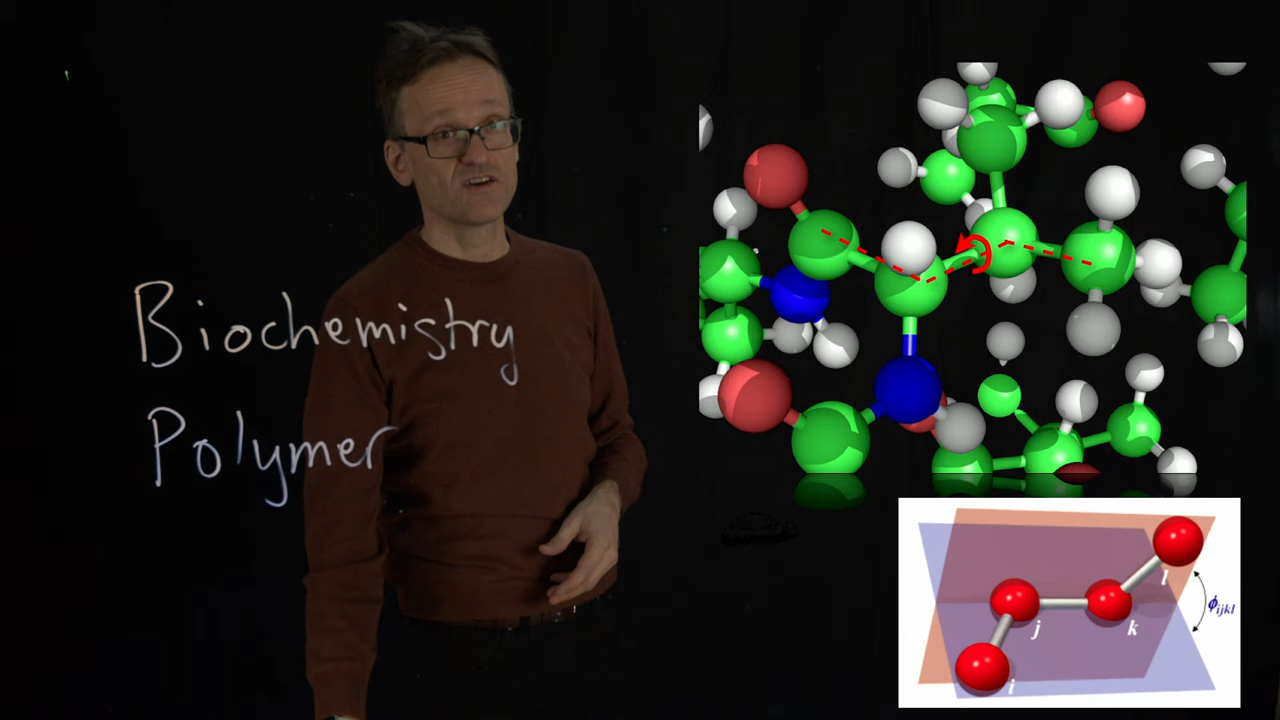 Biochemistry
Polymer
i
j
k
l
ϕijkl